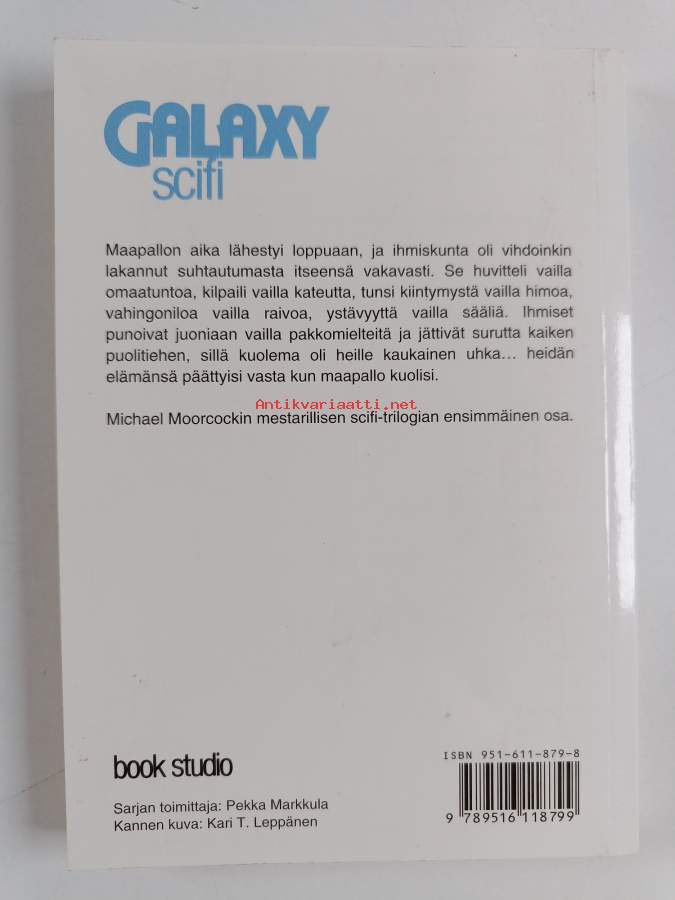 GALAXY
scifi
Maapallon aika lähestyi loppuaan, ja ihmiskunta oli vihdoinkin
lakannut suhtautumasta itseensä vakavasti. Se huvitteli vailla
omaatuntoa, kilpaili vailla kateutta, tunsi kiintymystä vailla himoa,
vahingoniloa vailla raivoa, ystävyyttä vailla sääliä. Ihmiset
punoivat juoniaan vailla pakkomielteitä ja jättivät surutta kaiken
puolitiehen, sillä kuolema oli heille kaukainen uhka... heidän
elämänsä päättyisi vasta kun maapallo kuolisi.
Antikvariaatti.net
Michael Moorcockin mestarillisen scifi-trilogian ensimmäinen osa.
book studio
Sarjan toimittaja: Pekka Markkula
Kannen kuva: Kari T. Leppänen
ISBN 951-611-879-8
9 789516 118799